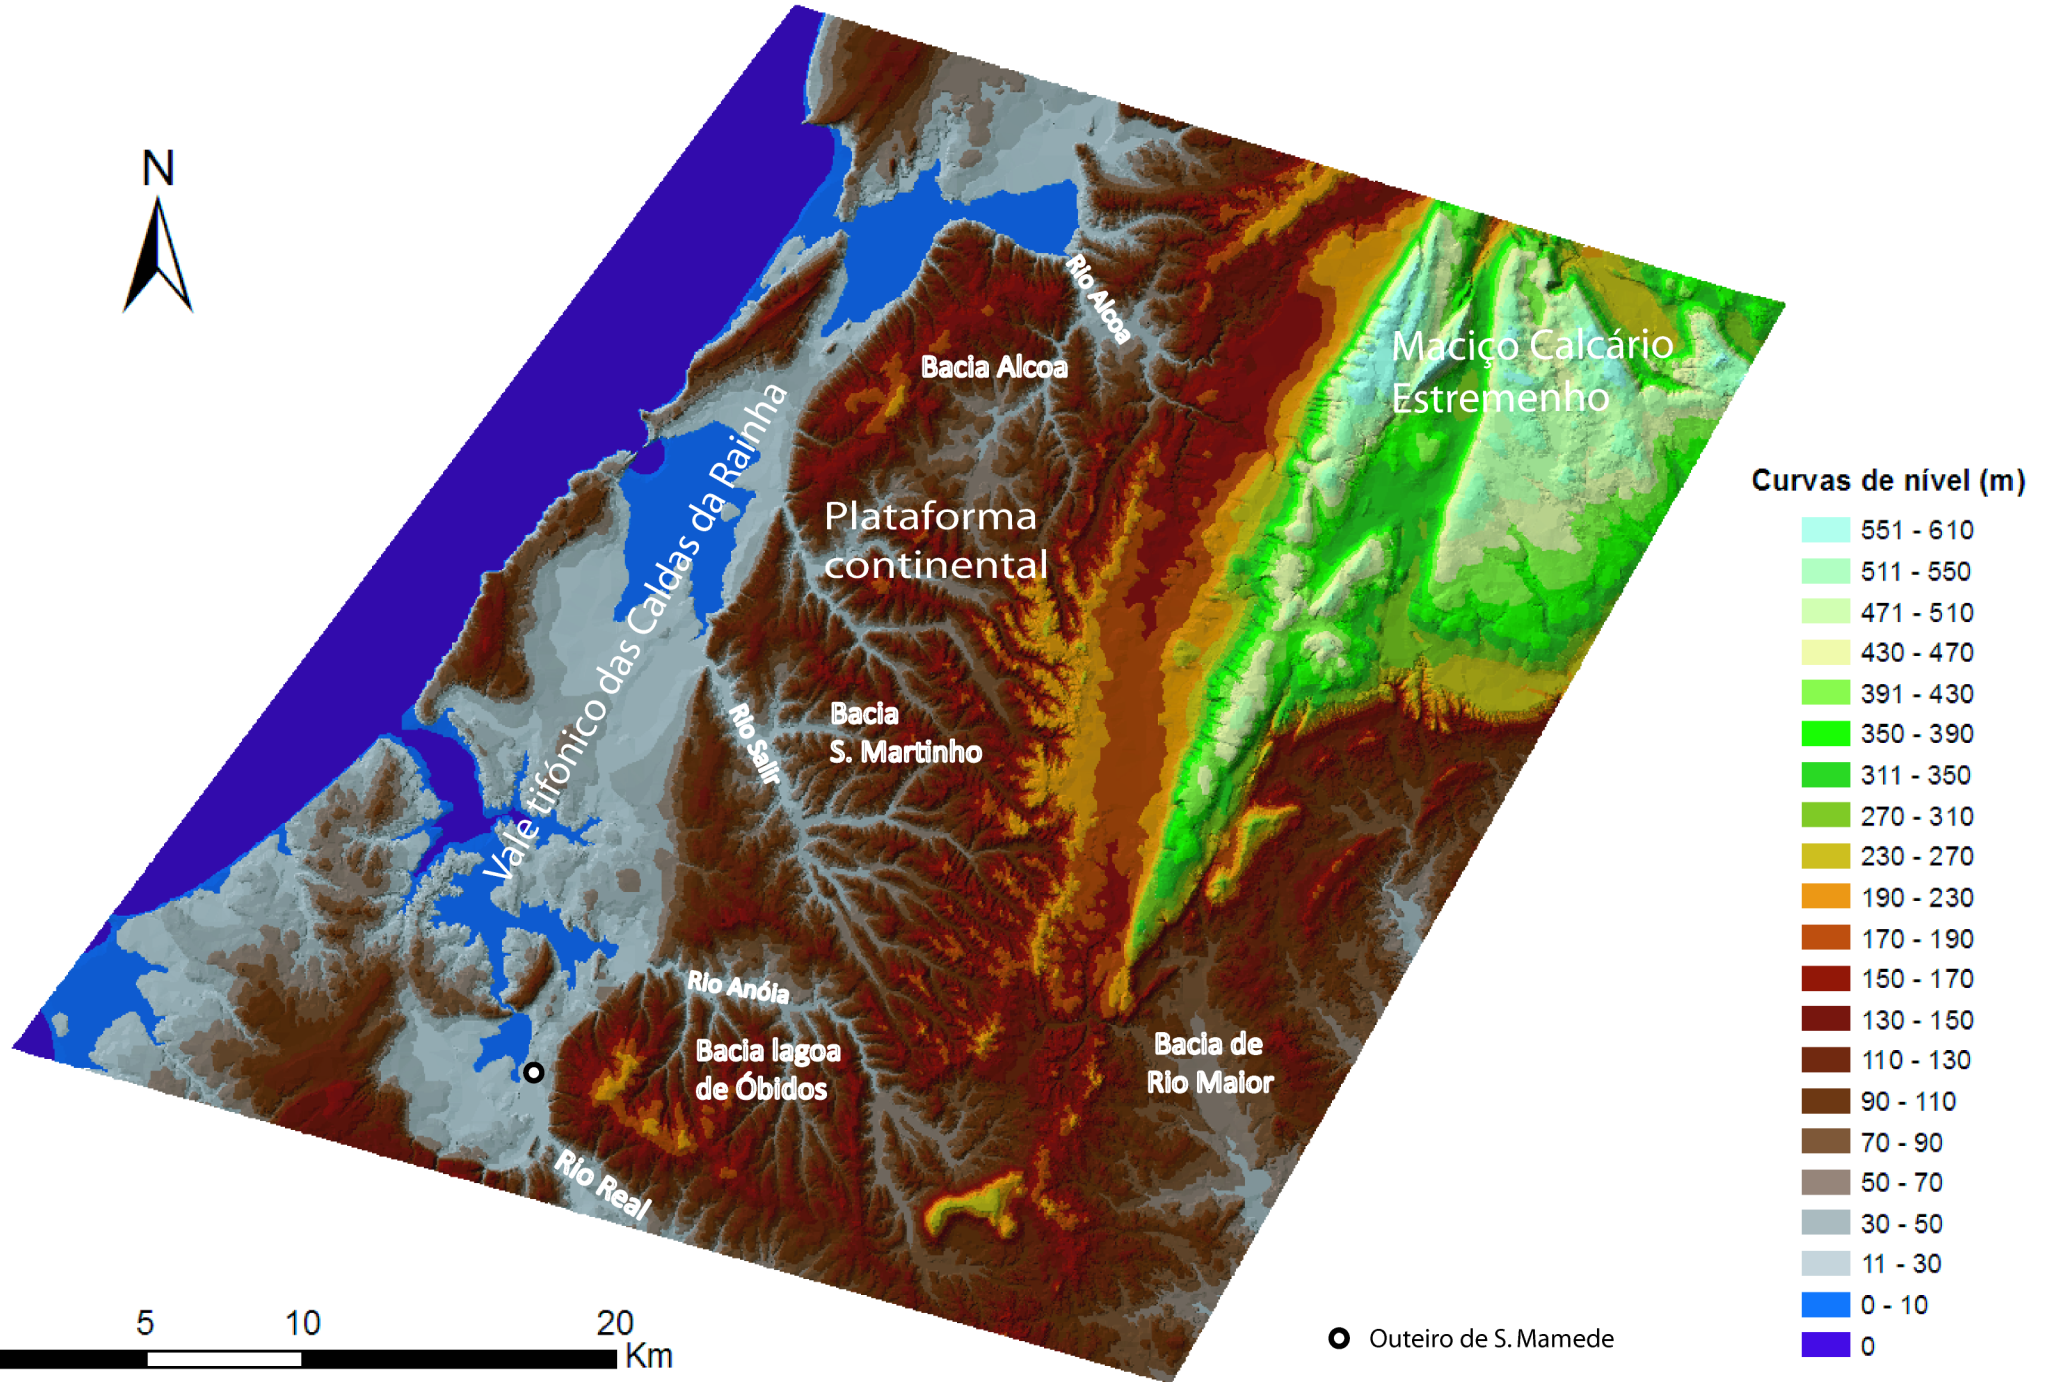 N
Rio Alcoa
Maciço Calcário
Estremenho
Bacia Alcoa
Vale tifónico das Caldas da Rainha
Plataforma
continental
Bacia
S. Martinho
Rio Salir
Rio Anóia
Bacia lagoa
de Óbidos
Bacia de
Rio Maior
Rio Real
Curvas de nível (m)
551 - 610
511 - 550
471 - 510
430 - 470
391 - 430
350 - 390
311 - 350
270 - 310
230 - 270
190 - 230
170 - 190
150 - 170
130 - 150
110 - 130
90 - 110
70 - 90
50 - 70
30 - 50
11 - 30
0 - 10
0
5 10 20
Km
Outeiro de S. Mamede